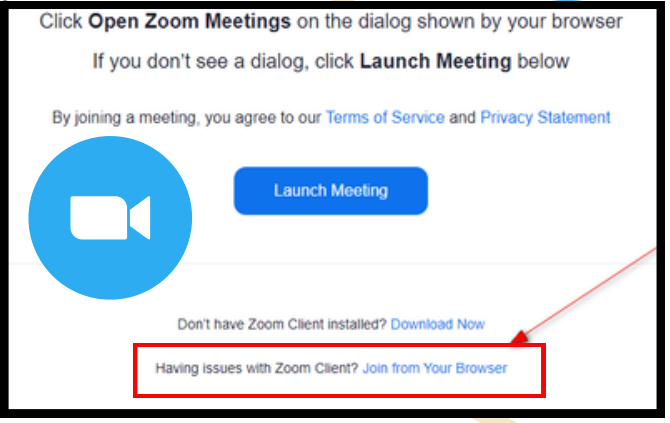 Click Open Zoom Meetings on the dialog shown by your browser
If you don't see a dialog, click Launch Meeting below
By joining a meeting, you agree to our Terms of Service and Privacy Statement
Launch Meeting
Don't have Zoom Client installed? Download Now
Having issues with Zoom Client? Join from Your Browser